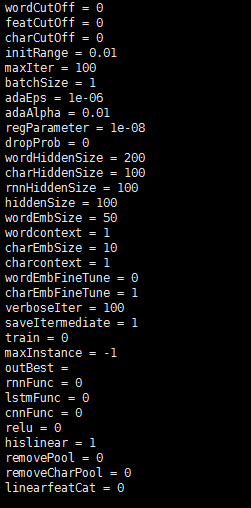 wordCutOff = 0
featCutOff = 0
charCutOff = 0
initRange = 0.01
maxIter = 100
batchSize = 1
adaEps = 1e-06
adaAlpha = 0.01
regParameter = 1e-08
dropProb = 0
wordHiddenSize = 200
charHiddenSize = 100
rnnHiddenSize = 100
hiddenSize = 100
wordEmbSize = 50
wordcontext = 1
charEmbSize = 10
charcontext = 1
wordEmbFineTune = 0
charEmbFineTune = 1
verboseIter = 100
saveItermediate = 1
train = 0
maxInstance = -1
outBest =
rnnFunc = 0
lstmFunc = 0
cnnFunc = 0
relu = 0
hislinear = 1
removePool = 0
removeCharPool = 0
linearfeatCat = 0